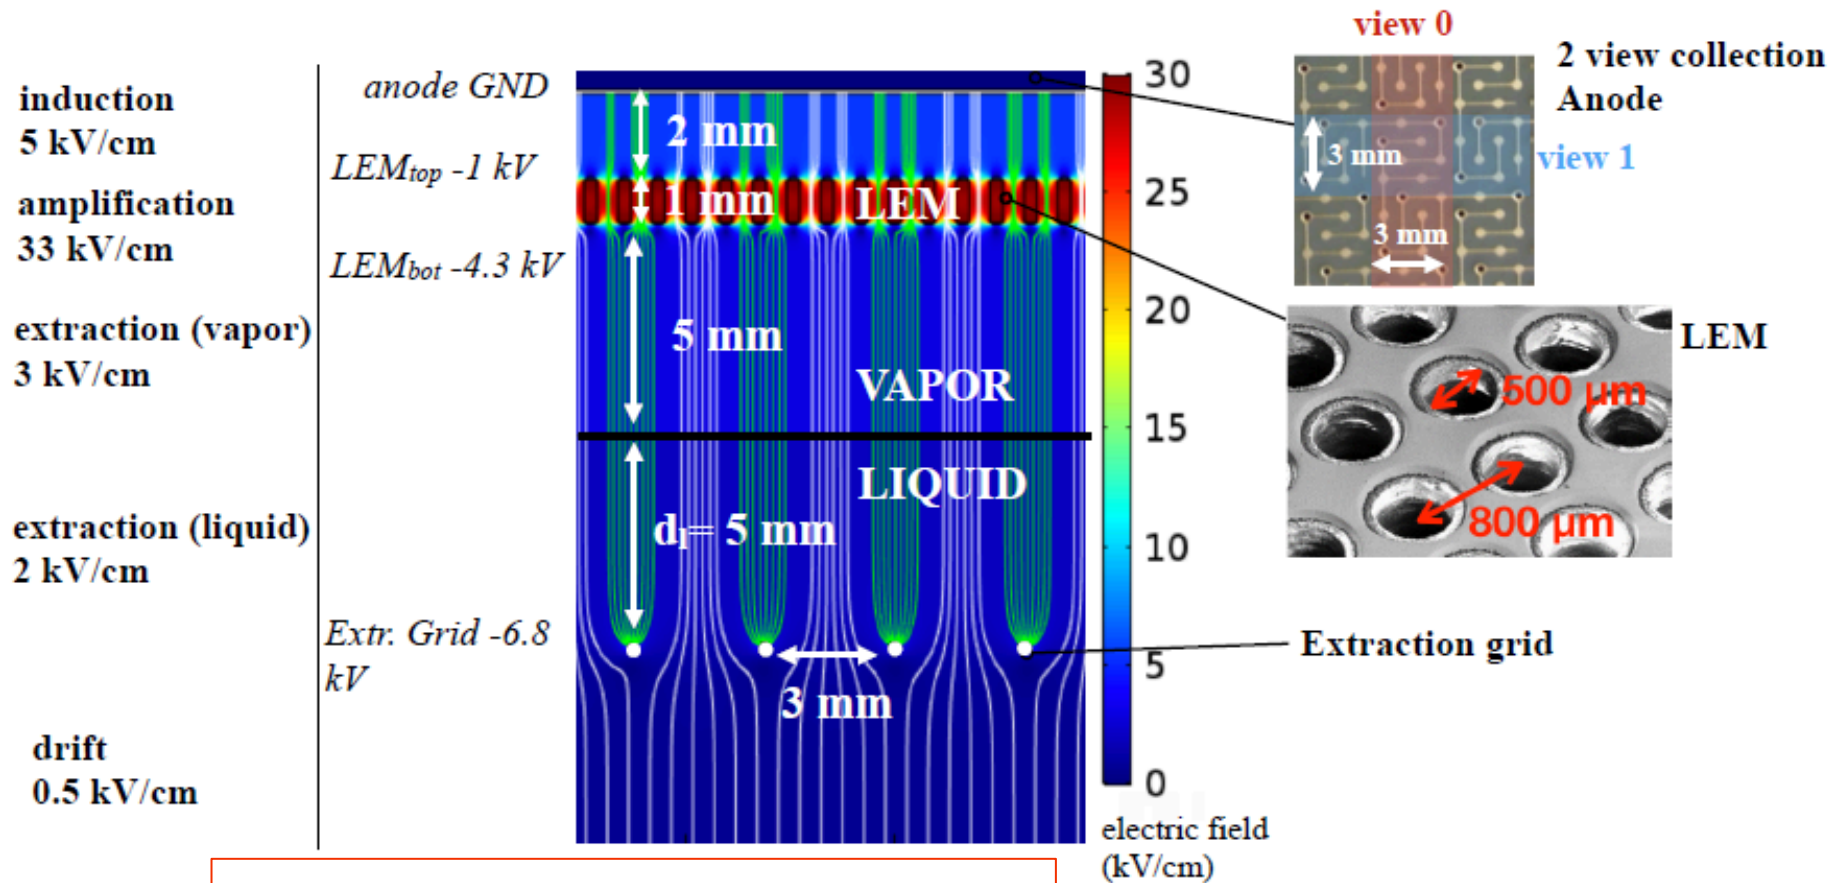 induction
5 kV/cm
amplification
33 kV/cm
extraction (vapor)
3 kV/cm
extraction (liquid)
2 kV/cm
drift
0.5 kV/cm
anode GND
LEMtop -1 kV
LEMbot -4.3 kV
Extr. Grid -6.8
kV
2 mm
1 mm
LEM
5 mm
VAPOR
LIQUID
dl= 5 mm
3 mm
30
25
20
15
10
5
0
electric field
(kV/cm)
view 0
2 view collection
Anode
3 mm
view 1
3 mm
LEM
500 µm
800 µm
Extraction grid